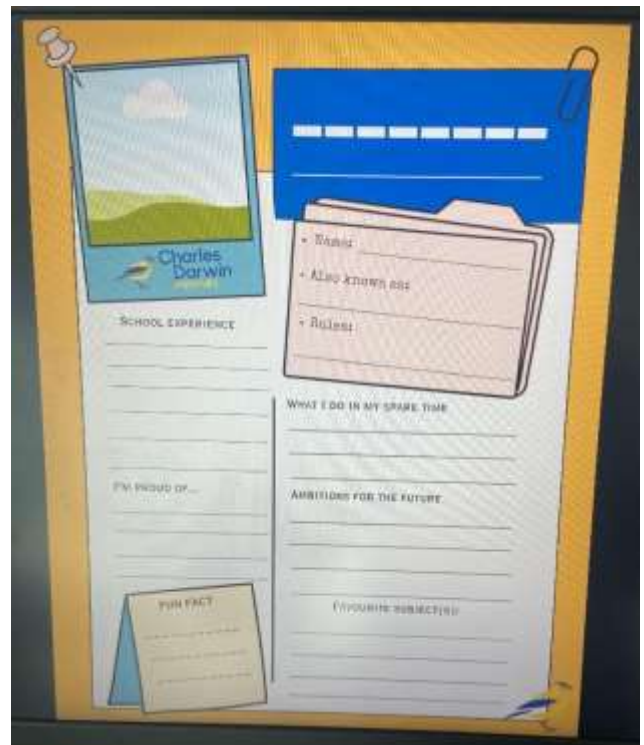 Charles
Darwin
SCHOOL EXPERIENCE
I'M PROUD OF...
FUN FACT
• Name:
• Also known as:
• Rules:
WHAT I DO IN MY SPARE TIME
AMBITIONS FOR THE FUTURE
FAVOURITE SUBJECT(S)